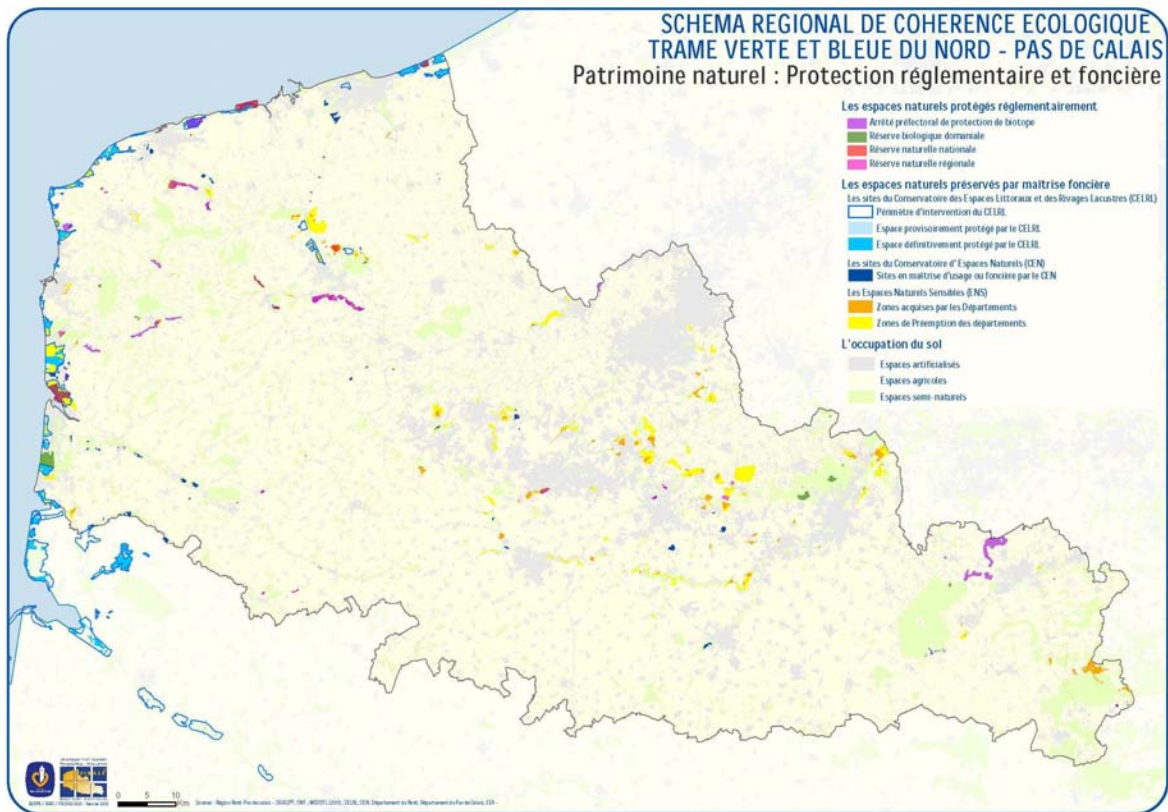 SCHEMA REGIONAL DE COHERENCE ECOLOGIQUE
TRAME VERTE ET BLEUE DU NORD - PAS DE CALAIS
Patrimoine naturel : Protection réglementaire et foncière
Les espaces naturels protégés réglementairement
Arrêté préfectoral de protection de biotope
Réserve biologique domaniale
Réserve naturelle nationale
Réserve naturelle régionale
Les espaces naturels préservés par maîtrise foncière
Les sites du Conservatoire des Espaces Littoraux et des Rivages Lacustres (CELRL)
Périmètre d'intervention du CELRL
Espace provisoirement protégé par le CELRL
Espace définitivement protégé par le CELRL
Les sites du Conservatoire d'Espaces Naturels (CEN)
Sites en maîtrise d'usage ou foncière par le CEN
Les Espaces Naturels Sensibles (ENS)
Zones acquises par les Départements
Zones de Préemption des départements
L'occupation du sol
Espaces artificialisés
Espaces agricoles
Espaces semi-naturels
0 5 10
Km